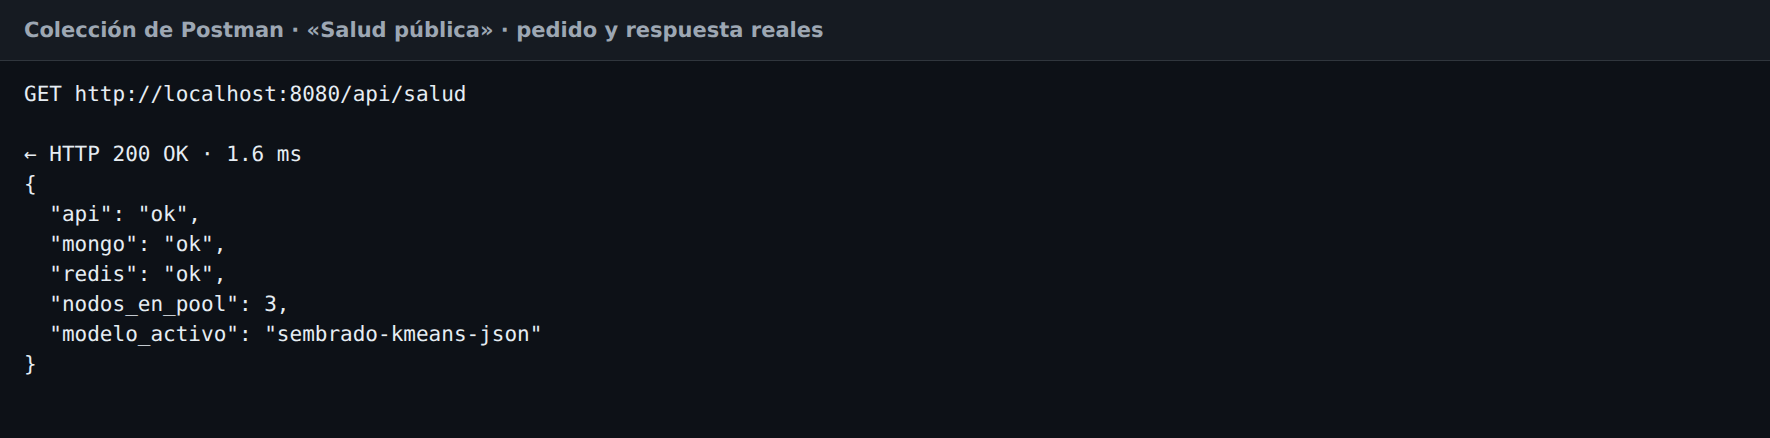 Colección de Postman · «Salud pública» · pedido y respuesta reales
GET http://localhost:8080/api/salud
← HTTP 200 OK · 1.6 ms
{
  "api": "ok",
  "mongo": "ok",
  "redis": "ok",
  "nodos_en_pool": 3,
  "modelo_activo": "sembrado-kmeans-json"
}